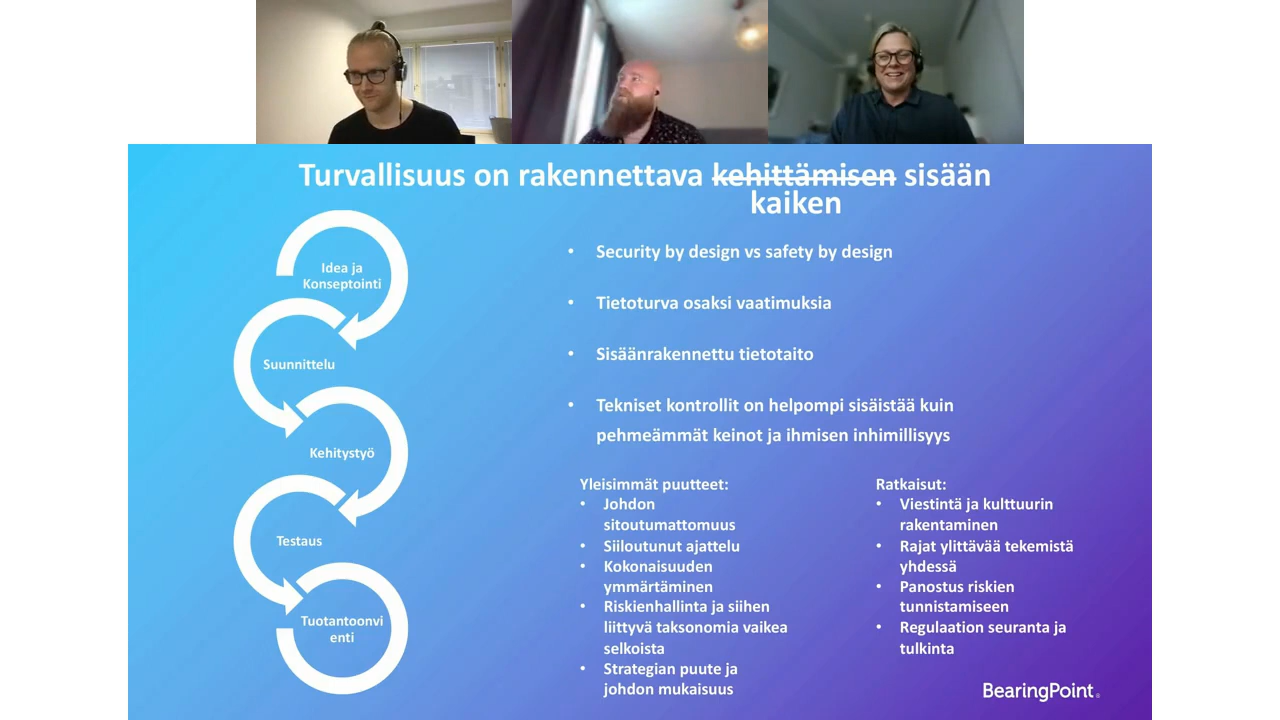 Turvallisuus on rakennettava kehittämisen sisään
kaiken
Idea ja
Konseptointi
Suunnittelu
Kehitystyö
Testaus
Tuotantoonvi
enti
• Security by design vs safety by design
• Tietoturva osaksi vaatimuksia
• Sisäänrakennettu tietotaito
• Tekniset kontrollit on helpompi sisäistää kuin
pehmeämmät keinot ja ihmisen inhimillisyys
Yleisimmät puutteet:
• Johdon
sitoutumattomuus
• Siiloutunut ajattelu
• Kokonaisuuden
ymmärtäminen
• Riskienhallinta ja siihen
liittyvä taksonomia vaikea
selkoista
• Strategian puute ja
johdon mukaisuus
Ratkaisut:
• Viestintä ja kulttuurin
rakentaminen
• Rajat ylittävää tekemistä
yhdessä
• Panostus riskien
tunnistamiseen
• Regulaation seuranta ja
tulkinta
BearingPoint